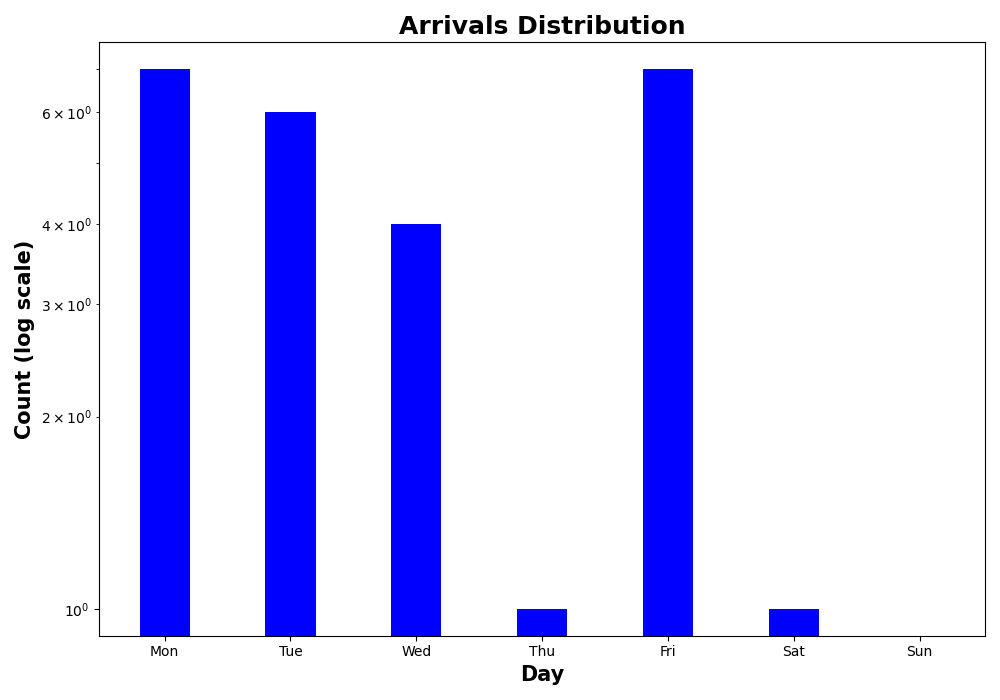 Arrivals Distribution
Count (log scale)
6 × 10⁰
4 × 10⁰
3 × 10⁰
2 × 10⁰
10⁰
Mon Tue Wed Thu Fri Sat Sun
Day